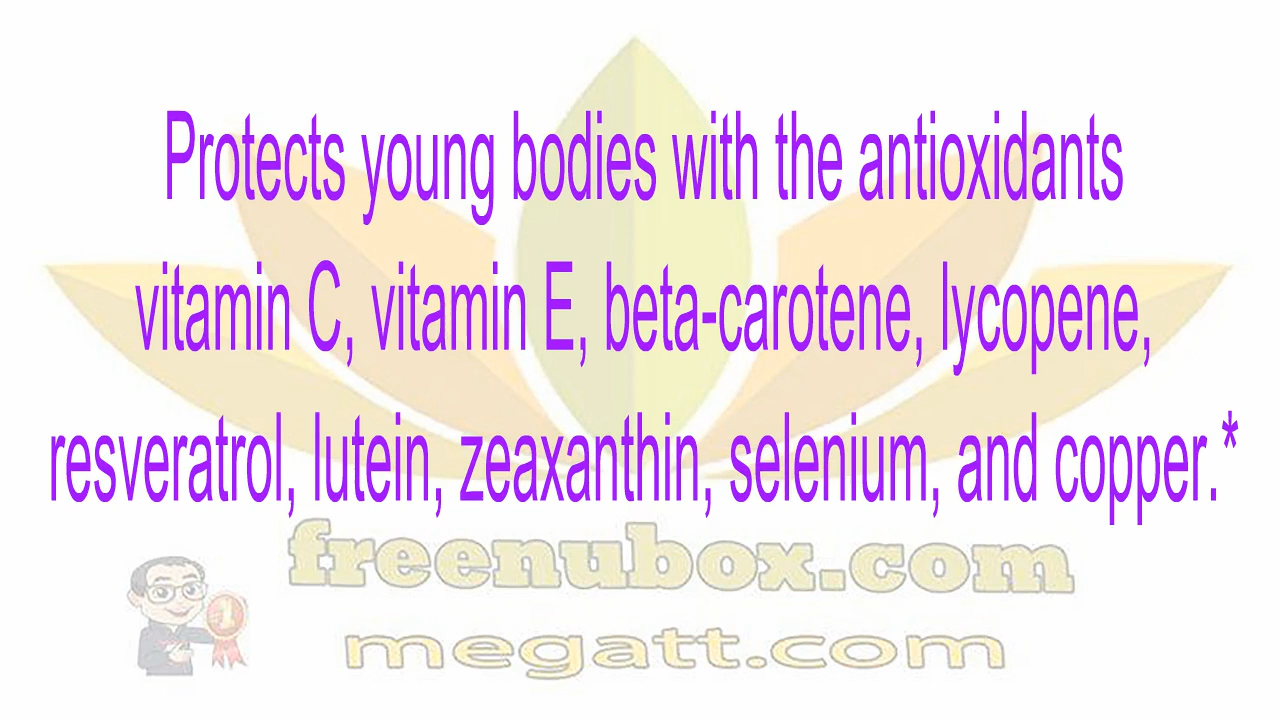 Protects young bodies with the antioxidants
vitamin C, vitamin E, beta-carotene, lycopene,
resveratrol, lutein, zeaxanthin, selenium, and copper.*
freenubox.com
1
megatt.com